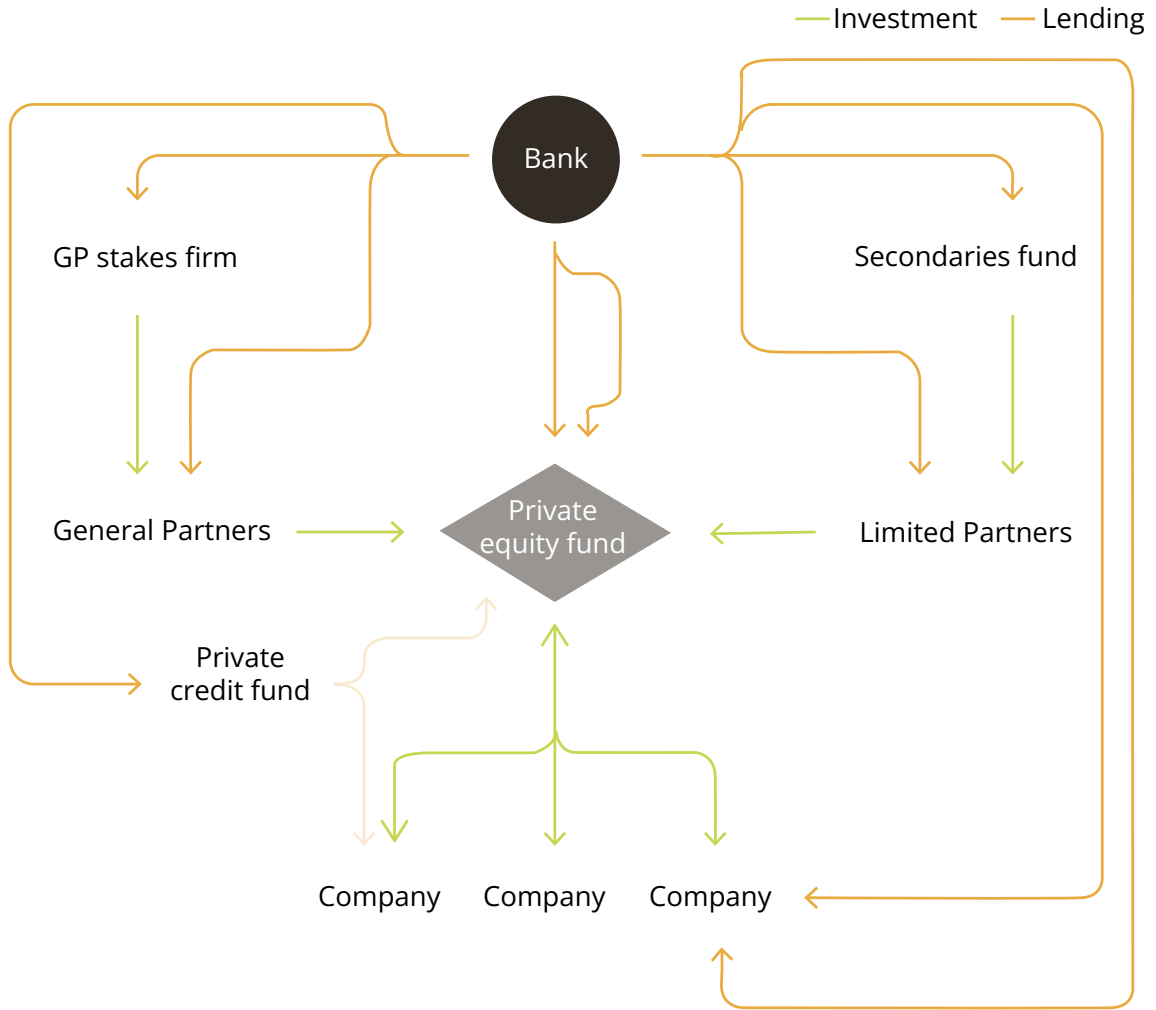 Investment
Lending
Bank
GP stakes firm
Secondaries fund
Private
equity fund
General Partners
Limited Partners
Private
credit fund
Company
Company
Company